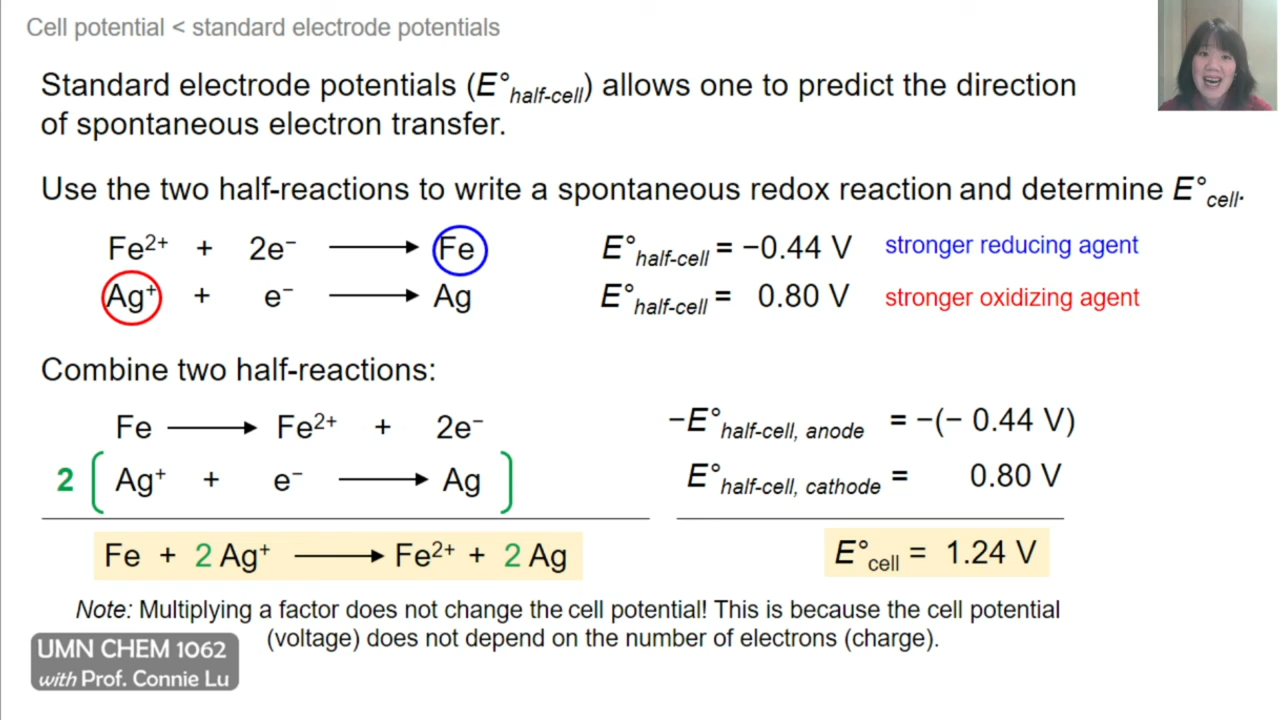 Cell potential < standard electrode potentials
Standard electrode potentials (E°half-cell) allows one to predict the direction
of spontaneous electron transfer.
Use the two half-reactions to write a spontaneous redox reaction and determine E°cell.
Fe²⁺ + 2e⁻ ⟶ Fe E°half-cell = −0.44 V stronger reducing agent
Ag⁺ + e⁻ ⟶ Ag E°half-cell = 0.80 V stronger oxidizing agent
Combine two half-reactions:
Fe ⟶ Fe²⁺ + 2e⁻ −E°half-cell, anode = −(− 0.44 V)
2 [ Ag⁺ + e⁻ ⟶ Ag ] E°half-cell, cathode = 0.80 V
Fe + 2 Ag⁺ ⟶ Fe²⁺ + 2 Ag E°cell = 1.24 V
Note: Multiplying a factor does not change the cell potential! This is because the cell potential
(voltage) does not depend on the number of electrons (charge).
UMN CHEM 1062
with Prof. Connie Lu